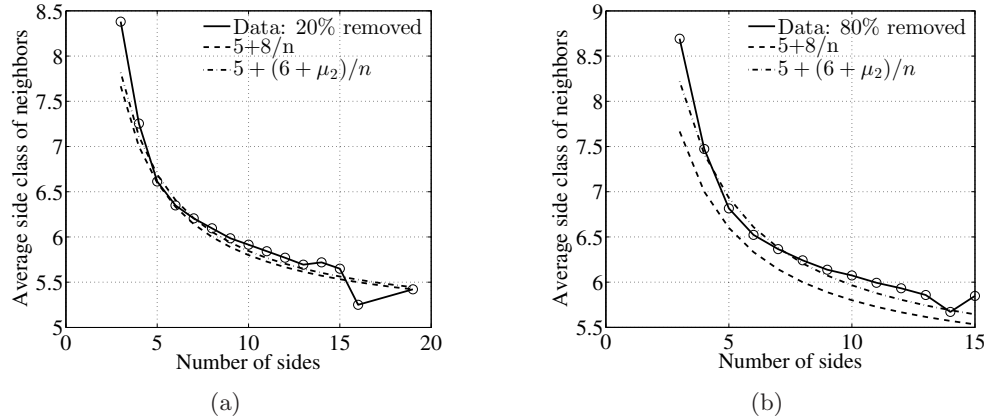 8.5
8
7.5
7
6.5
6
5.5
5
0
5
10
15
20
Average side class of neighbors
Number of sides
Data: 20% removed
5+8/n
5 + (6 + μ₂)/n
(a)
9
8.5
8
7.5
7
6.5
6
5.5
0
5
10
15
Average side class of neighbors
Number of sides
Data: 80% removed
5+8/n
5 + (6 + μ₂)/n
(b)